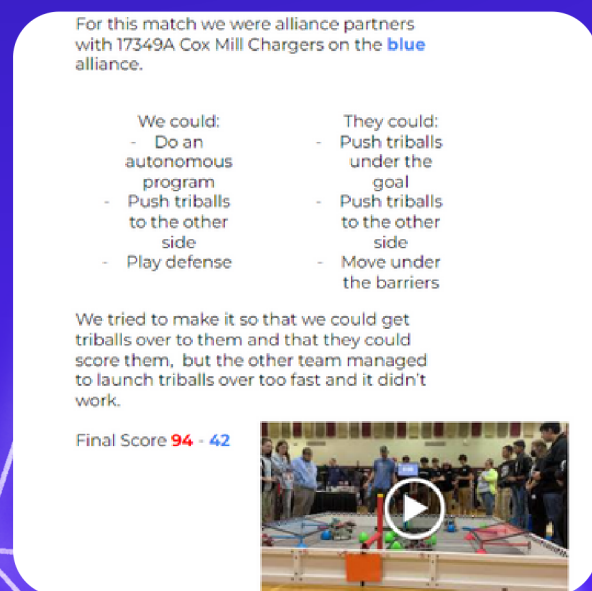 For this match we were alliance partners
with 17349A Cox Mill Chargers on the blue
alliance.
We could:
- Do an
autonomous
program
- Push triballs
to the other
side
- Play defense
They could:
- Push triballs
under the
goal
- Push triballs
to the other
side
- Move under
the barriers
We tried to make it so that we could get
triballs over to them and that they could
score them, but the other team managed
to launch triballs over too fast and it didn't
work.
Final Score 94 - 42